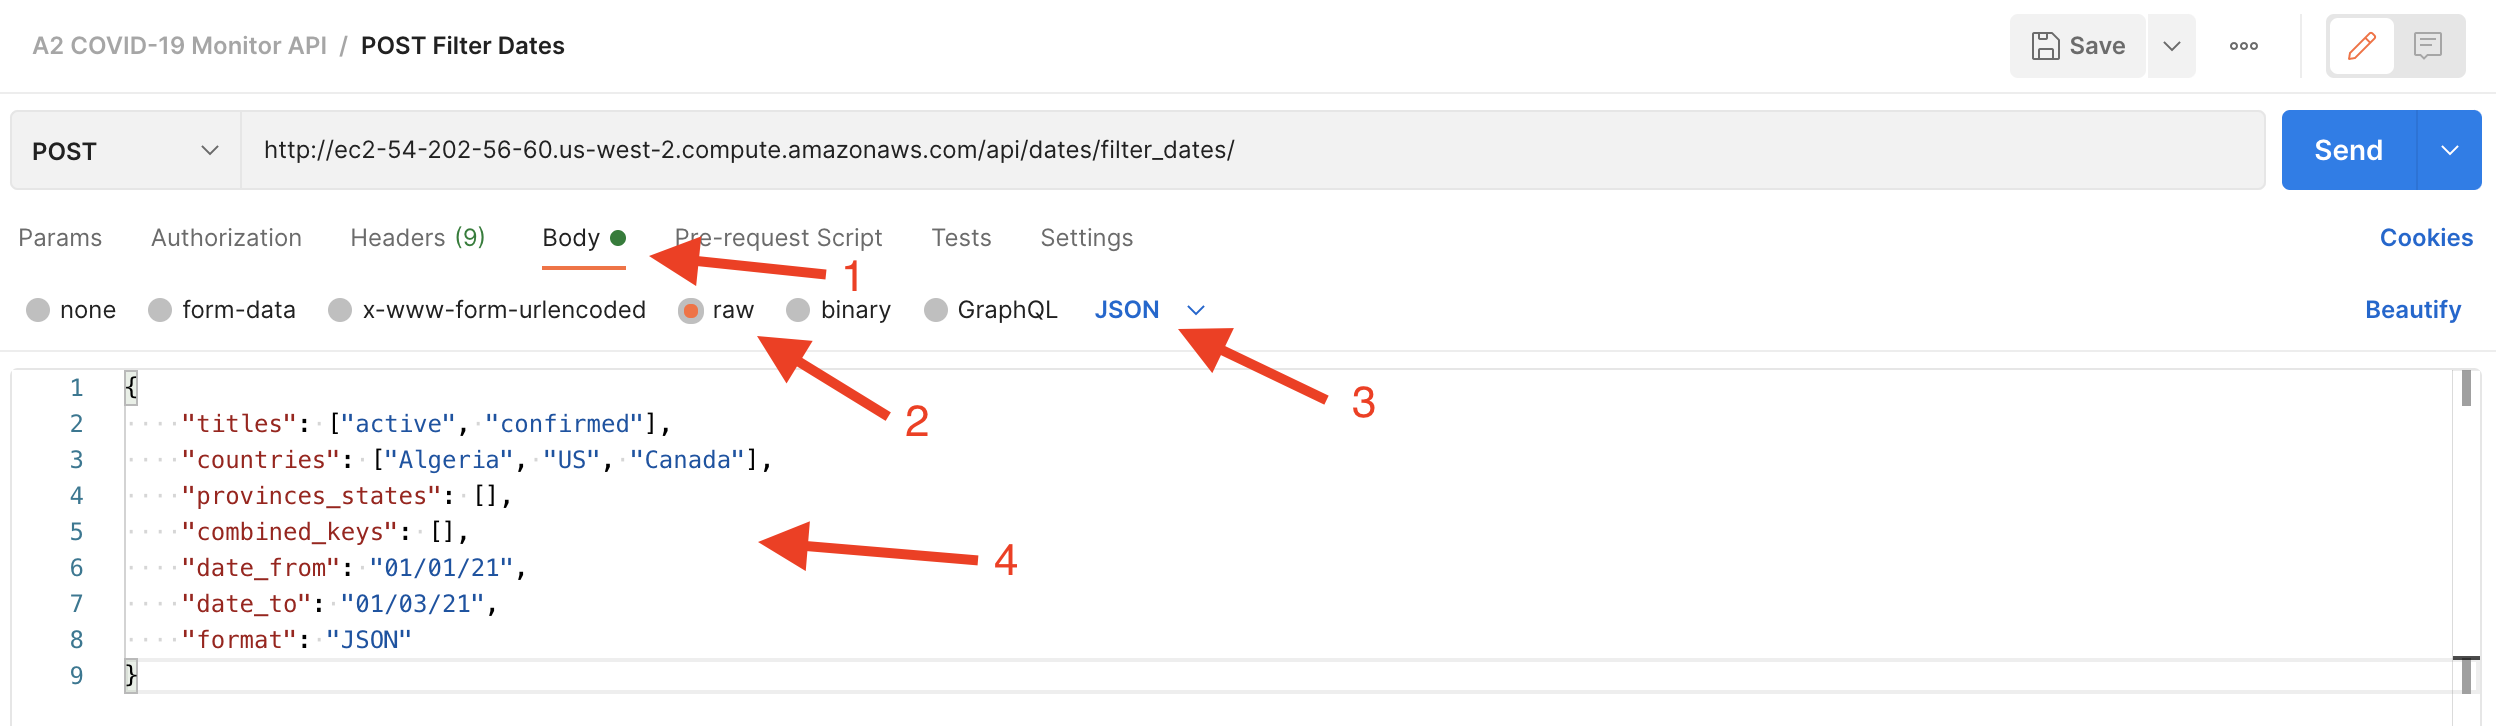 A2 COVID-19 Monitor API / POST Filter Dates Save
POST http://ec2-54-202-56-60.us-west-2.compute.amazonaws.com/api/dates/filter_dates/ Send
Params Authorization Headers (9) Body Pre-request Script Tests Settings Cookies
1
none form-data x-www-form-urlencoded raw binary GraphQL JSON Beautify
2
3
1 {
2 "titles": ["active", "confirmed"],
3 "countries": ["Algeria", "US", "Canada"],
4 "provinces_states": [],
5 "combined_keys": [],
4
6 "date_from": "01/01/21",
7 "date_to": "01/03/21",
8 "format": "JSON"
9 }